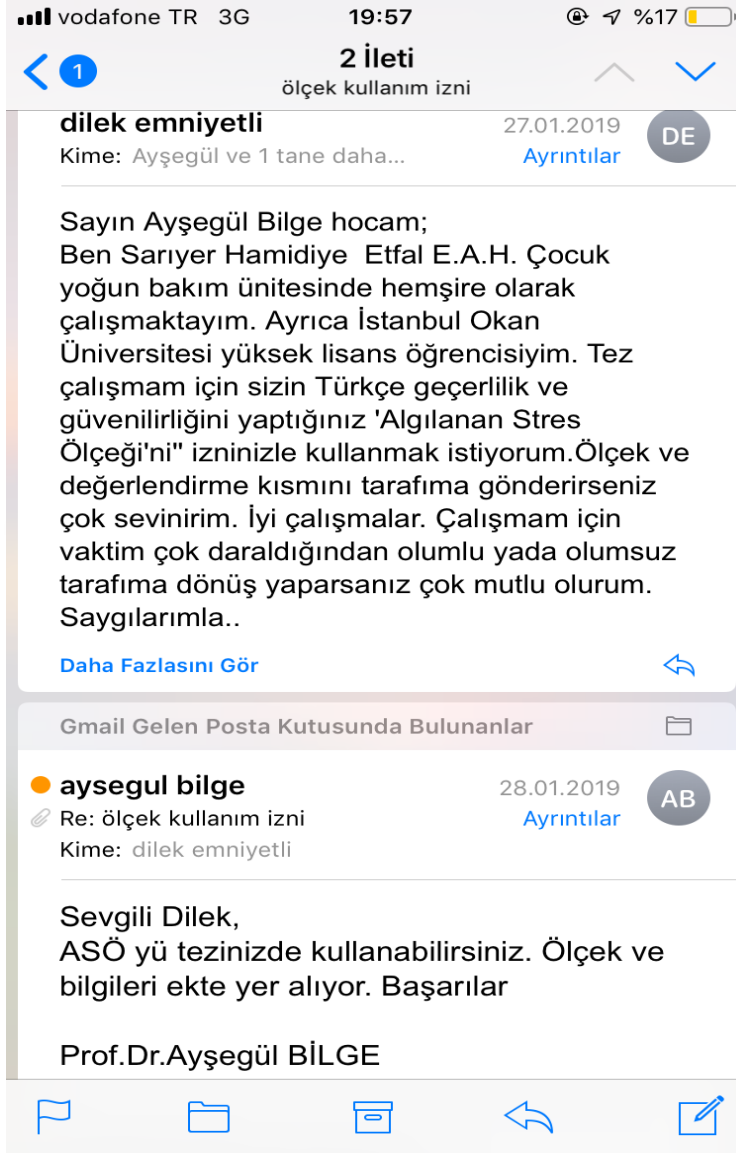 vodafone TR 3G 19:57 %17
1 2 İleti
ölçek kullanım izni
dilek emniyetli 27.01.2019 DE
Kime: Ayşegül ve 1 tane daha... Ayrıntılar
Sayın Ayşegül Bilge hocam;
Ben Sarıyer Hamidiye Etfal E.A.H. Çocuk
yoğun bakım ünitesinde hemşire olarak
çalışmaktayım. Ayrıca İstanbul Okan
Üniversitesi yüksek lisans öğrencisiyim. Tez
çalışmam için sizin Türkçe geçerlilik ve
güvenilirliğini yaptığınız 'Algılanan Stres
Ölçeği'ni" izninizle kullanmak istiyorum.Ölçek ve
değerlendirme kısmını tarafıma gönderirseniz
çok sevinirim. İyi çalışmalar. Çalışmam için
vaktim çok daraldığından olumlu yada olumsuz
tarafıma dönüş yaparsanız çok mutlu olurum.
Saygılarımla..
Daha Fazlasını Gör
Gmail Gelen Posta Kutusunda Bulunanlar
aysegul bilge 28.01.2019 AB
Re: ölçek kullanım izni Ayrıntılar
Kime: dilek emniyetli
Sevgili Dilek,
ASÖ yü tezinizde kullanabilirsiniz. Ölçek ve
bilgileri ekte yer alıyor. Başarılar
Prof.Dr.Ayşegül BİLGE